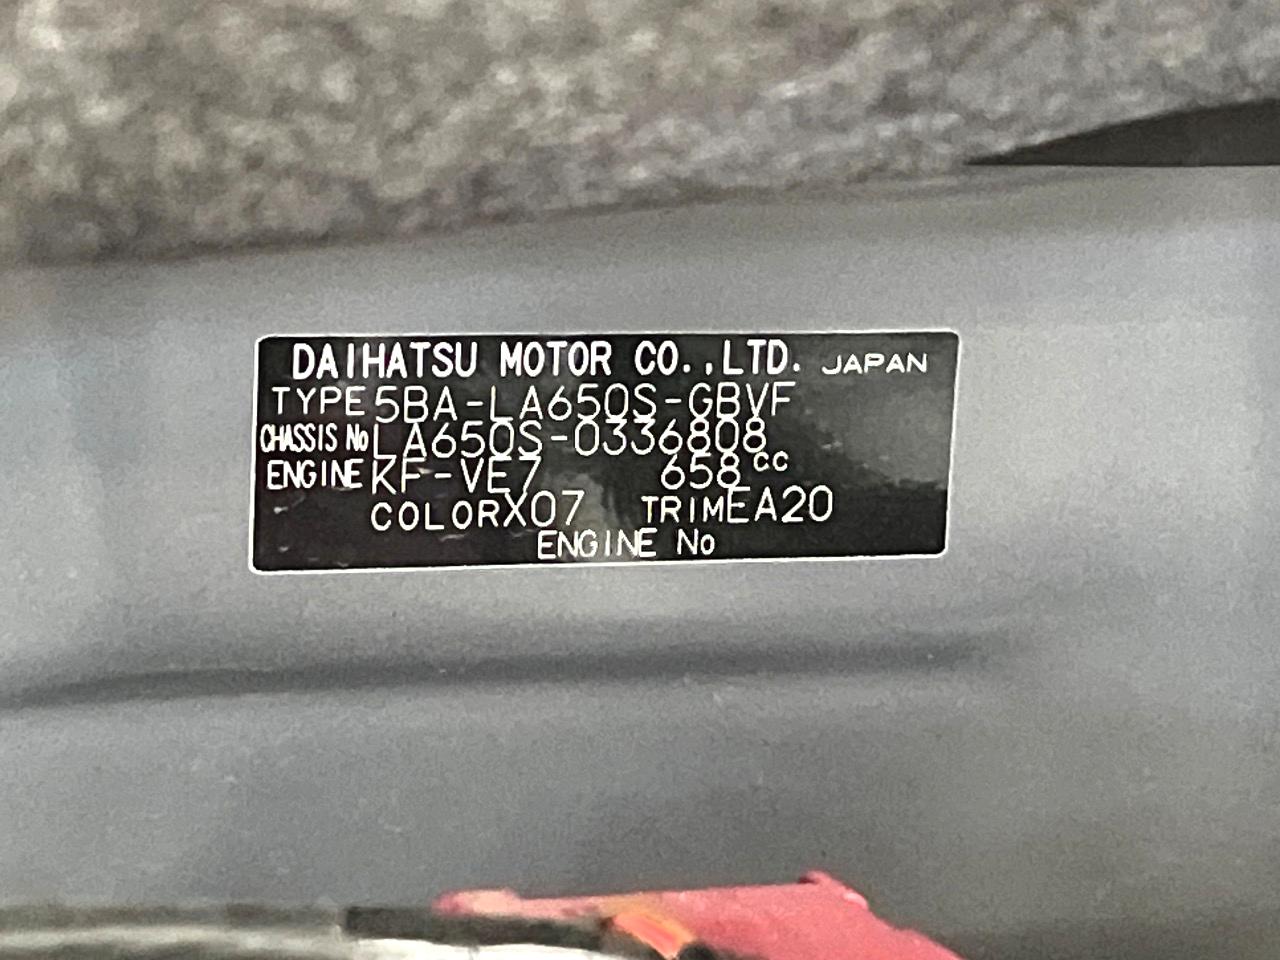 DAIHATSU MOTOR CO.,LTD. JAPAN
TYPE 5BA-LA650S-GBVF
CHASSIS No LA650S-0336808
ENGINE KF-VE7 658cc
COLOR X07 TRIM EA20
ENGINE No